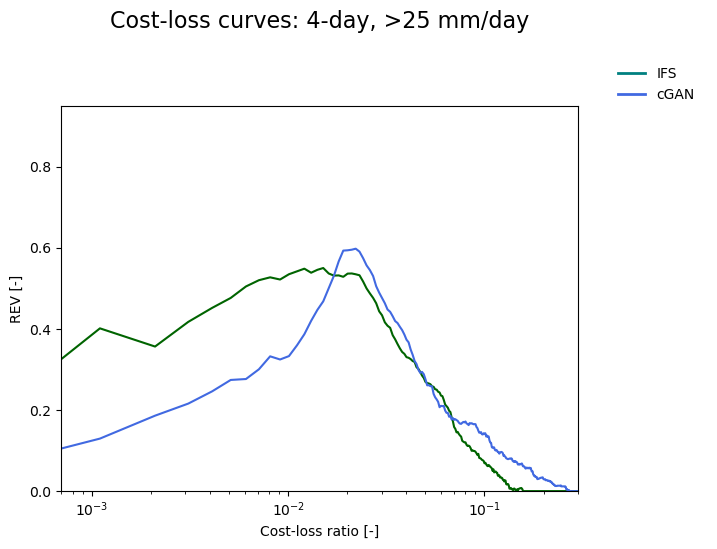 Cost-loss curves: 4-day, >25 mm/day
IFS
cGAN
0.8
0.6
0.4
0.2
0.0
REV [-]
10⁻³
10⁻²
10⁻¹
Cost-loss ratio [-]